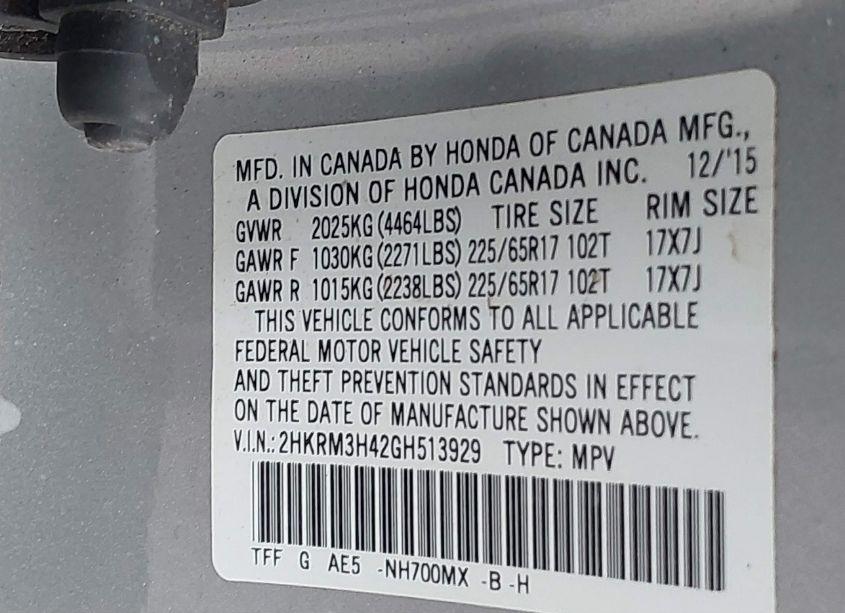 MFD. IN CANADA BY HONDA OF CANADA MFG.,
A DIVISION OF HONDA CANADA INC. 12/'15
GVWR 2025KG (4464LBS) TIRE SIZE RIM SIZE
GAWR F 1030KG (2271LBS) 225/65R17 102T 17X7J
GAWR R 1015KG (2238LBS) 225/65R17 102T 17X7J
THIS VEHICLE CONFORMS TO ALL APPLICABLE
FEDERAL MOTOR VEHICLE SAFETY
AND THEFT PREVENTION STANDARDS IN EFFECT
ON THE DATE OF MANUFACTURE SHOWN ABOVE.
V.I.N.: 2HKRM3H42GH513929 TYPE: MPV
TFF G AE5 -NH700MX -B -H